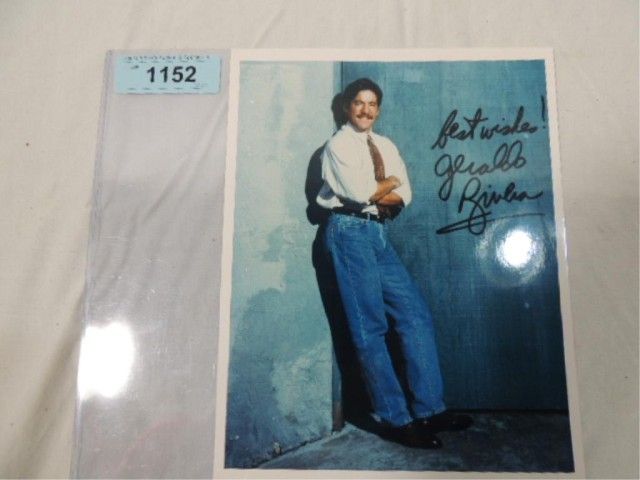 1152
best wishes!
Geraldo
Rivera